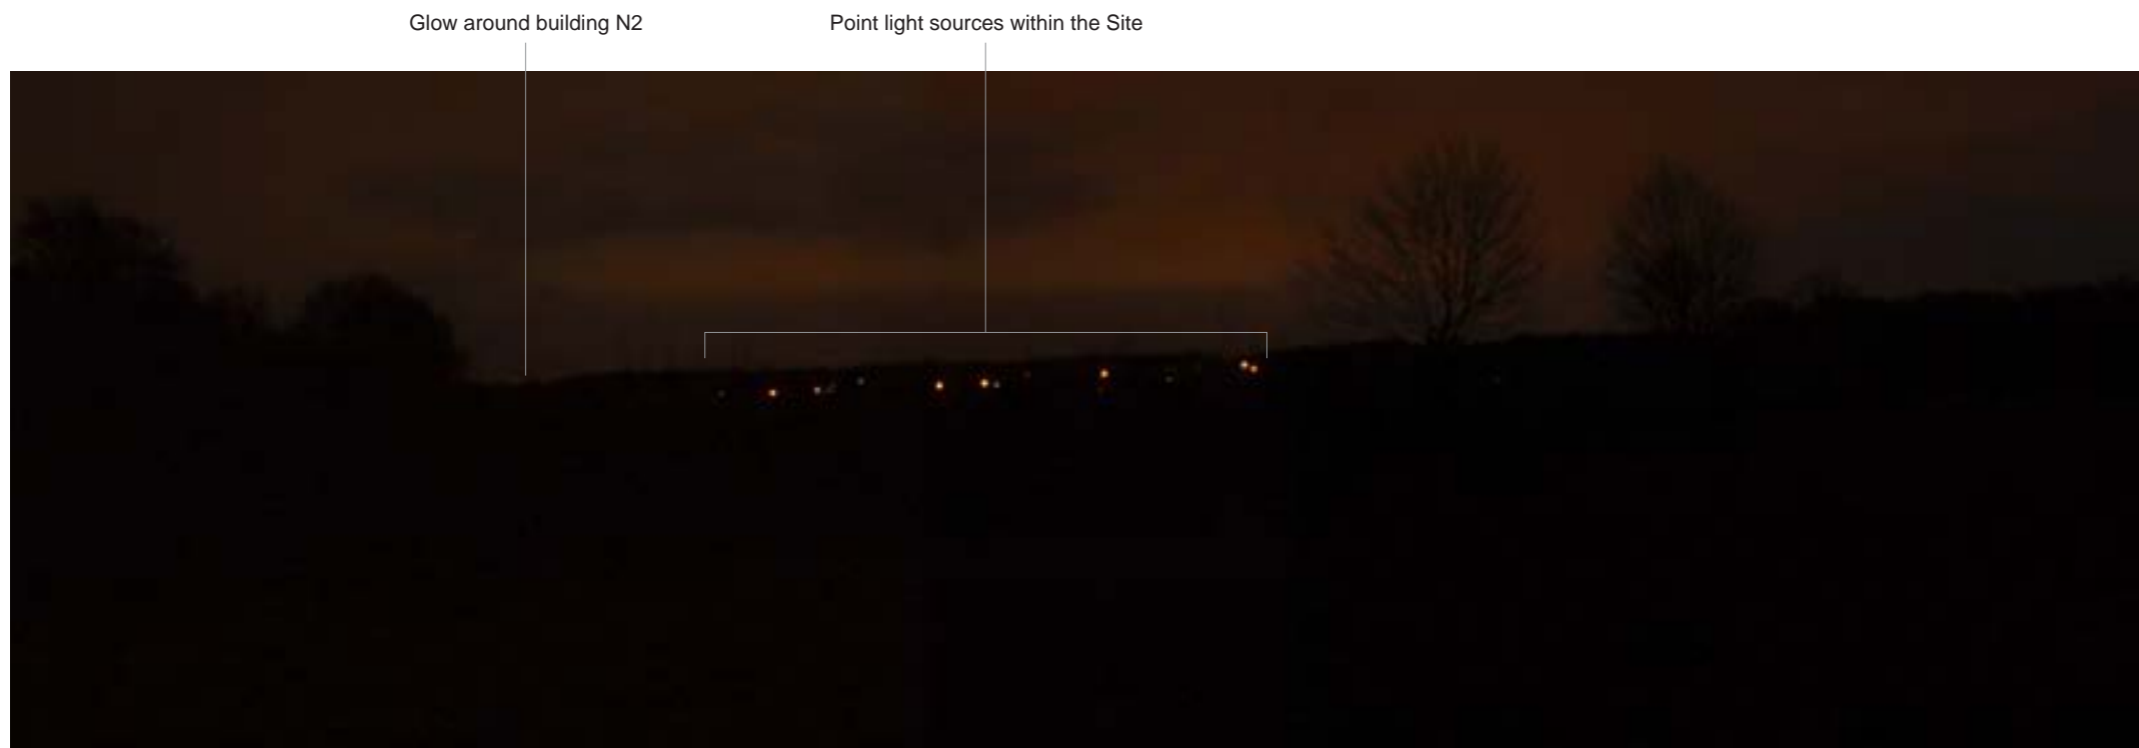 Glow around building N2
Point light sources within the Site